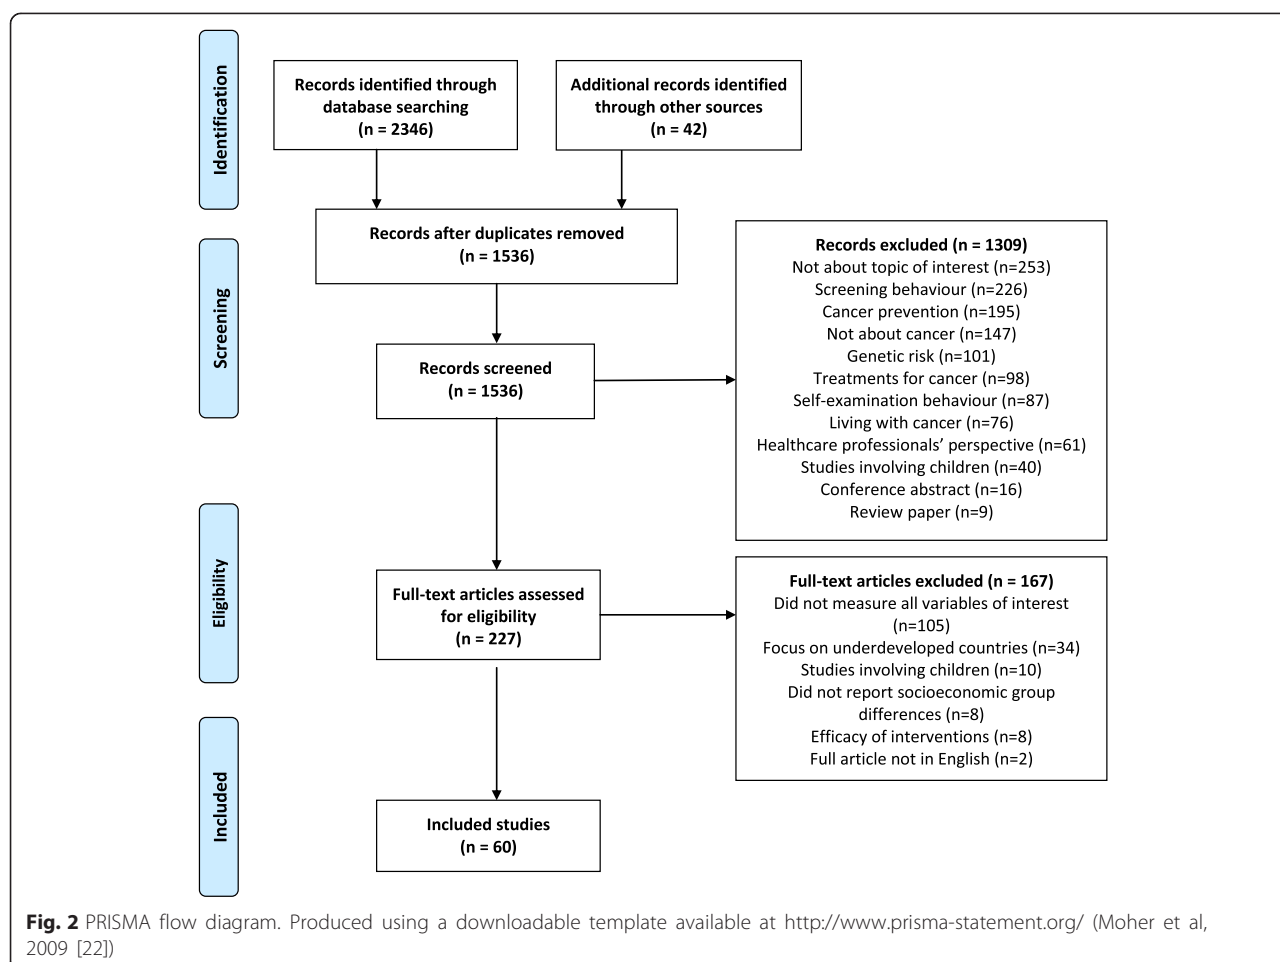 Identification
Records identified through
database searching
(n = 2346)
Additional records identified
through other sources
(n = 42)
Screening
Records after duplicates removed
(n = 1536)
Records screened
(n = 1536)
Records excluded (n = 1309)
Not about topic of interest (n=253)
Screening behaviour (n=226)
Cancer prevention (n=195)
Not about cancer (n=147)
Genetic risk (n=101)
Treatments for cancer (n=98)
Self-examination behaviour (n=87)
Living with cancer (n=76)
Healthcare professionals’ perspective (n=61)
Studies involving children (n=40)
Conference abstract (n=16)
Review paper (n=9)
Eligibility
Full-text articles assessed
for eligibility
(n = 227)
Full-text articles excluded (n = 167)
Did not measure all variables of interest
(n=105)
Focus on underdeveloped countries (n=34)
Studies involving children (n=10)
Did not report socioeconomic group
differences (n=8)
Efficacy of interventions (n=8)
Full article not in English (n=2)
Included
Included studies
(n = 60)
Fig. 2 PRISMA flow diagram. Produced using a downloadable template available at http://www.prisma-statement.org/ (Moher et al,
2009 [22])